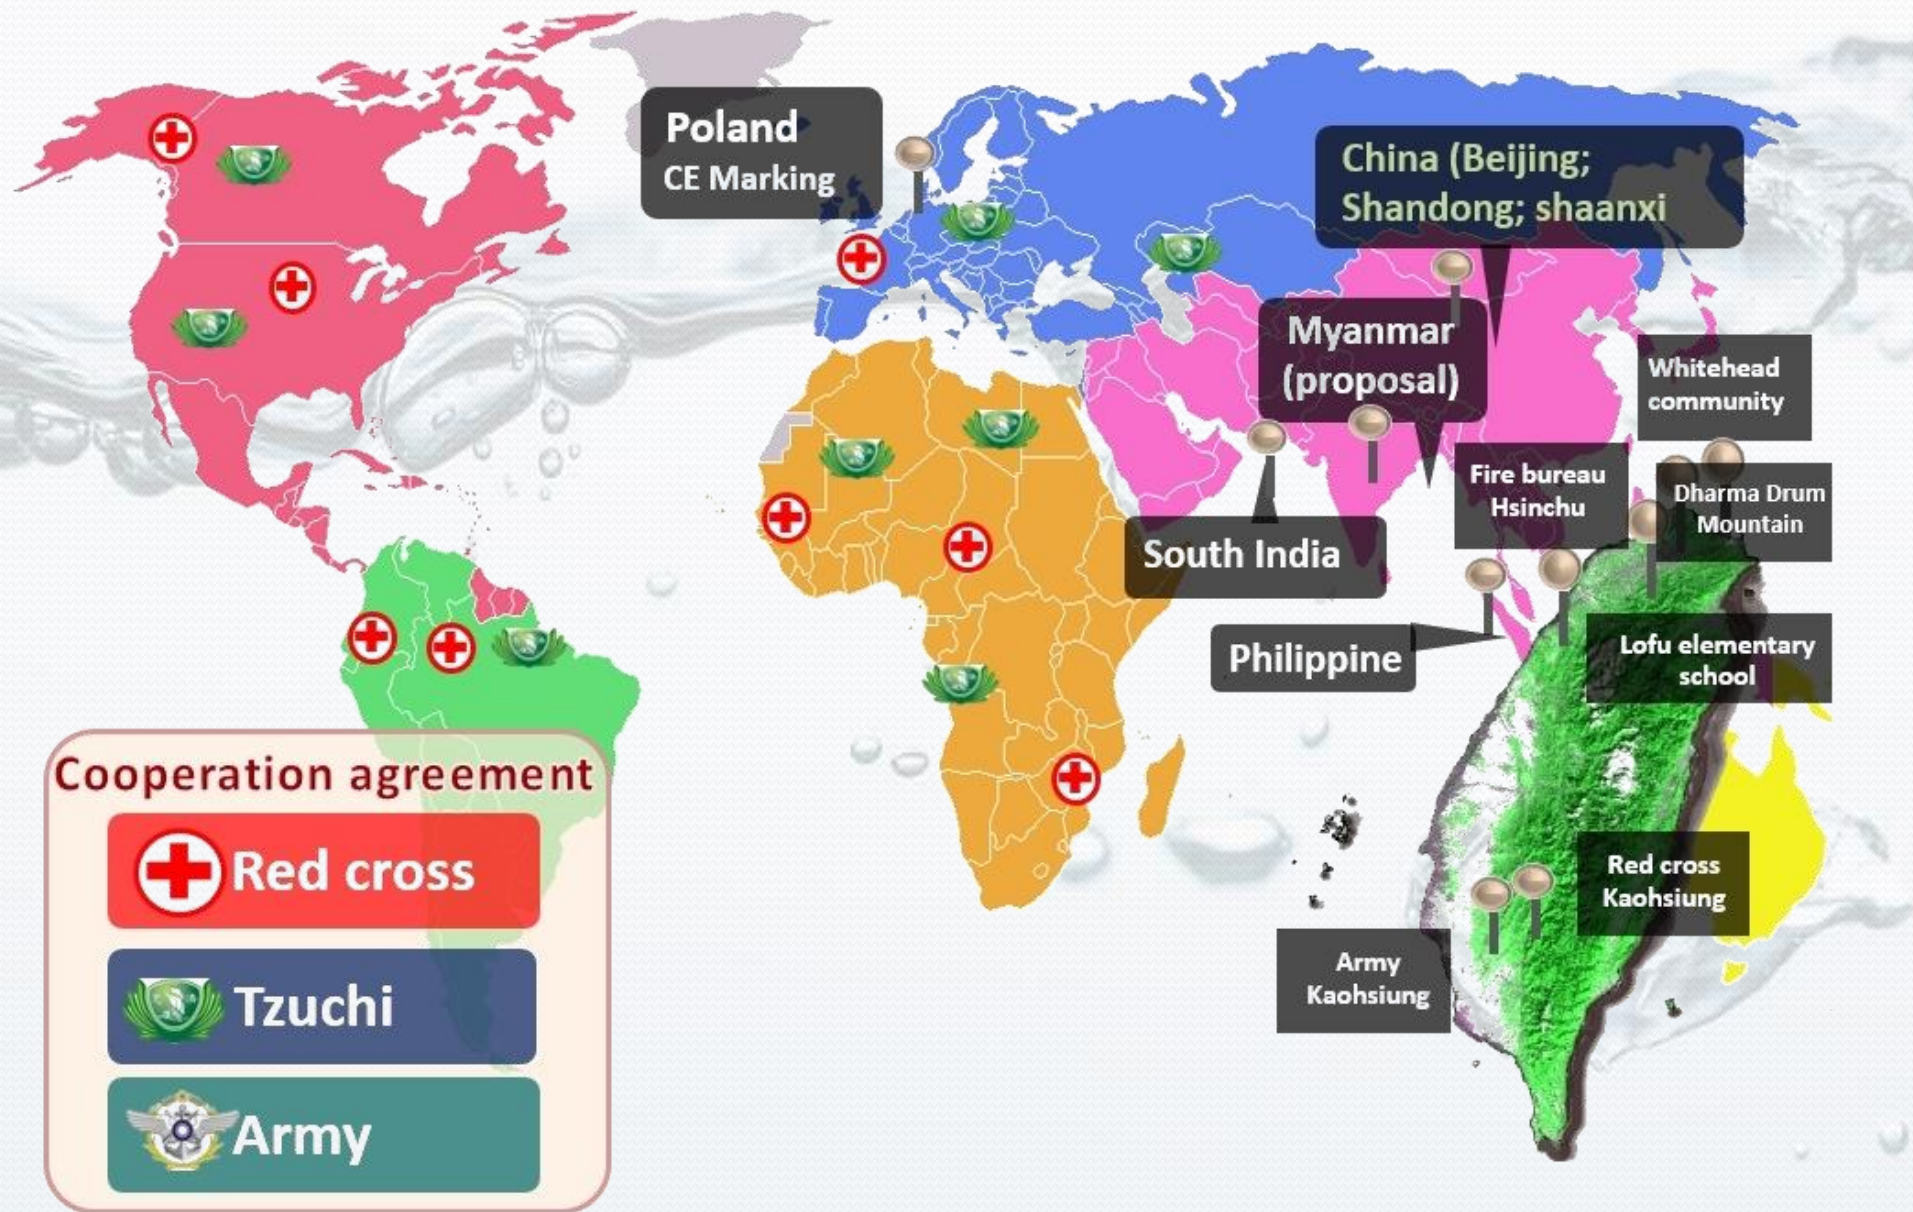 Poland
CE Marking
China (Beijing;
Shandong; shaanxi
Myanmar
(proposal)
Whitehead
community
Fire bureau
Hsinchu
Dharma Drum
Mountain
South India
Philippine
Lofu elementary
school
Cooperation agreement
Red cross
Tzuchi
Army
Red cross
Kaohsiung
Army
Kaohsiung